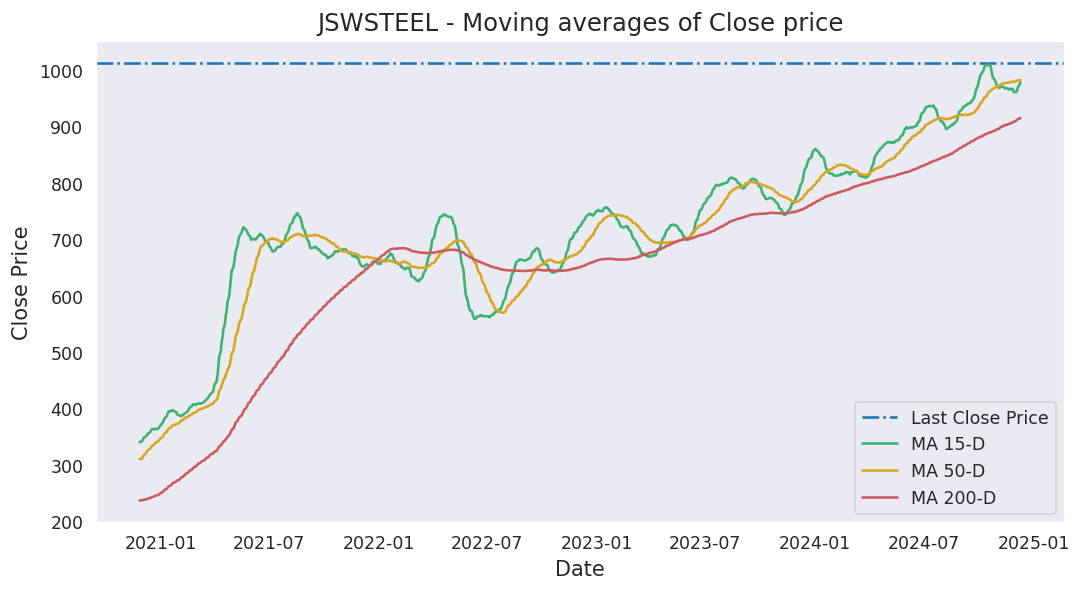 JSWSTEEL - Moving averages of Close price
Close Price
1000
900
800
700
600
500
400
300
200
2021-01
2021-07
2022-01
2022-07
2023-01
2023-07
2024-01
2024-07
2025-01
Date
Last Close Price
MA 15-D
MA 50-D
MA 200-D